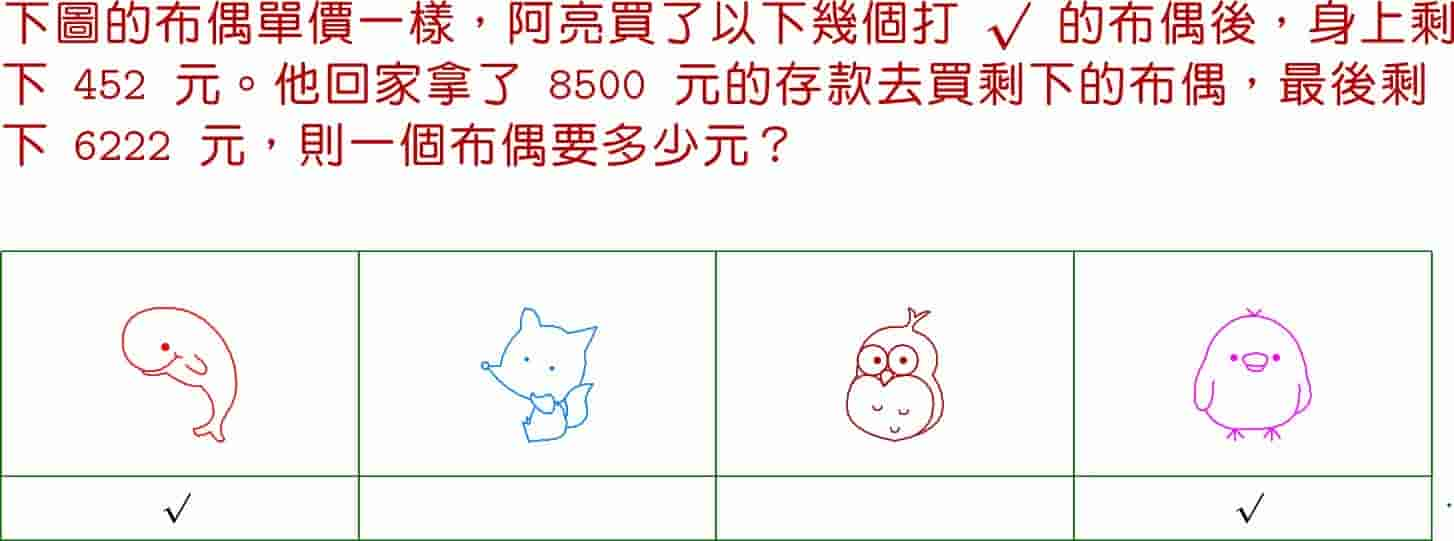 下圖的布偶單價一樣，阿亮買了以下幾個打 √ 的布偶後，身上剩
下 452 元。他回家拿了 8500 元的存款去買剩下的布偶，最後剩
下 6222 元，則一個布偶要多少元？
√ √ .